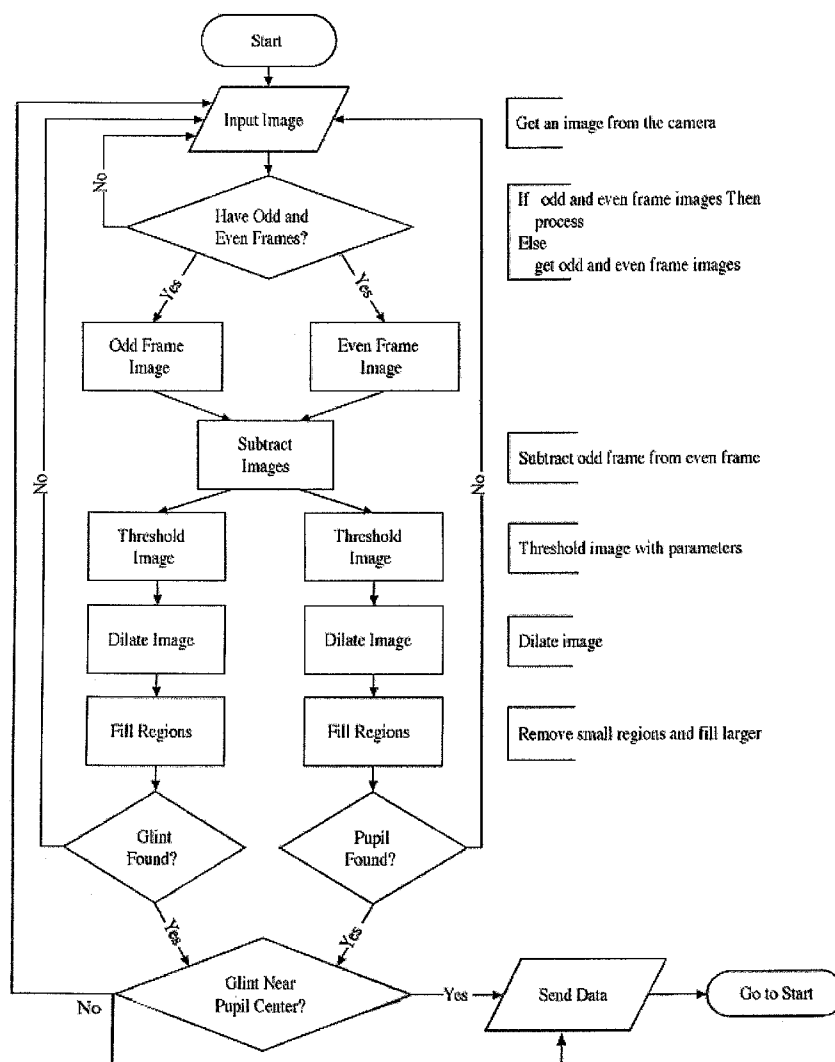 Start
Input Image
Get an image from the camera
No
Have Odd and
Even Frames?
If odd and even frame images Then
process
Else
get odd and even frame images
Yes
Yes
Odd Frame
Image
Even Frame
Image
Subtract
Images
Subtract odd frame from even frame
No
No
Threshold
Image
Threshold
Image
Threshold image with parameters
Dilate Image
Dilate Image
Dilate image
Fill Regions
Fill Regions
Remove small regions and fill larger
Glint
Found?
Pupil
Found?
Yes
Yes
Glint Near
Pupil Center?
No
Yes
Send Data
Go to Start